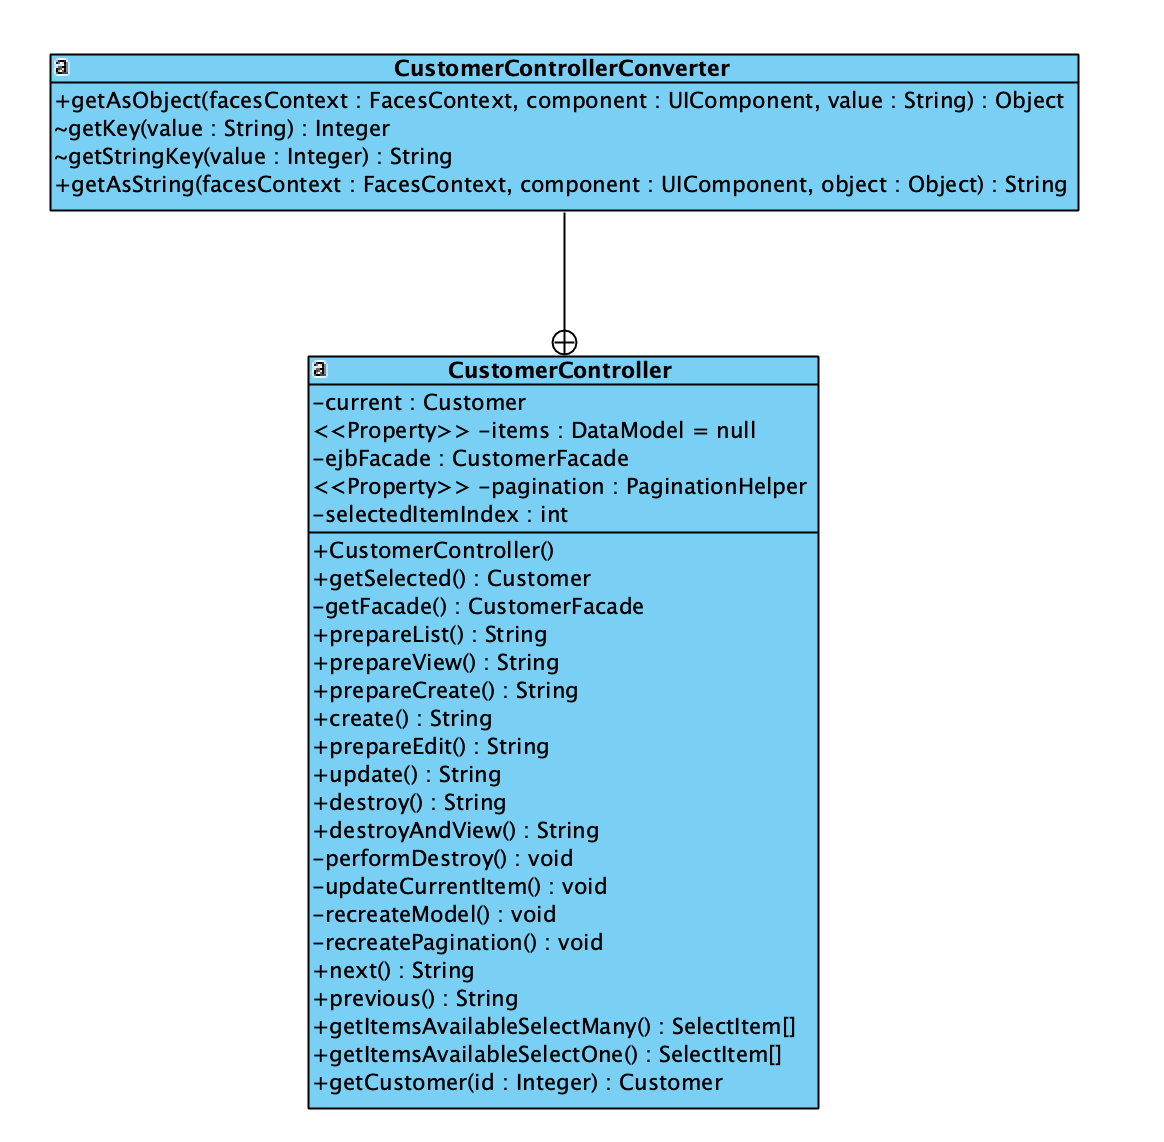 a
CustomerControllerConverter
+getAsObject(facesContext : FacesContext, component : UIComponent, value : String) : Object
~getKey(value : String) : Integer
~getStringKey(value : Integer) : String
+getAsString(facesContext : FacesContext, component : UIComponent, object : Object) : String
a
CustomerController
-current : Customer
<<Property>> -items : DataModel = null
-ejbFacade : CustomerFacade
<<Property>> -pagination : PaginationHelper
-selectedItemIndex : int
+CustomerController()
+getSelected() : Customer
-getFacade() : CustomerFacade
+prepareList() : String
+prepareView() : String
+prepareCreate() : String
+create() : String
+prepareEdit() : String
+update() : String
+destroy() : String
+destroyAndView() : String
-performDestroy() : void
-updateCurrentItem() : void
-recreateModel() : void
-recreatePagination() : void
+next() : String
+previous() : String
+getItemsAvailableSelectMany() : SelectItem[]
+getItemsAvailableSelectOne() : SelectItem[]
+getCustomer(id : Integer) : Customer